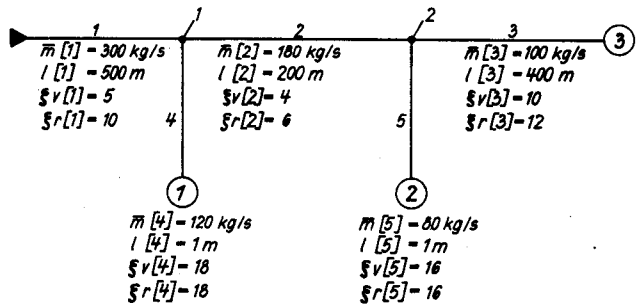 1
1
2
2
3
3
m̅ [1] = 300 kg/s
l [1] = 500 m
ξv[1] = 5
ξr[1] = 10
m̅ [2] = 180 kg/s
l [2] = 200 m
ξv[2] = 4
ξr[2] = 6
m̅ [3] = 100 kg/s
l [3] = 400 m
ξv[3] = 10
ξr[3] = 12
4
5
1
2
m̅ [4] = 120 kg/s
l [4] = 1 m
ξv[4] = 18
ξr[4] = 18
m̅ [5] = 80 kg/s
l [5] = 1 m
ξv[5] = 16
ξr[5] = 16